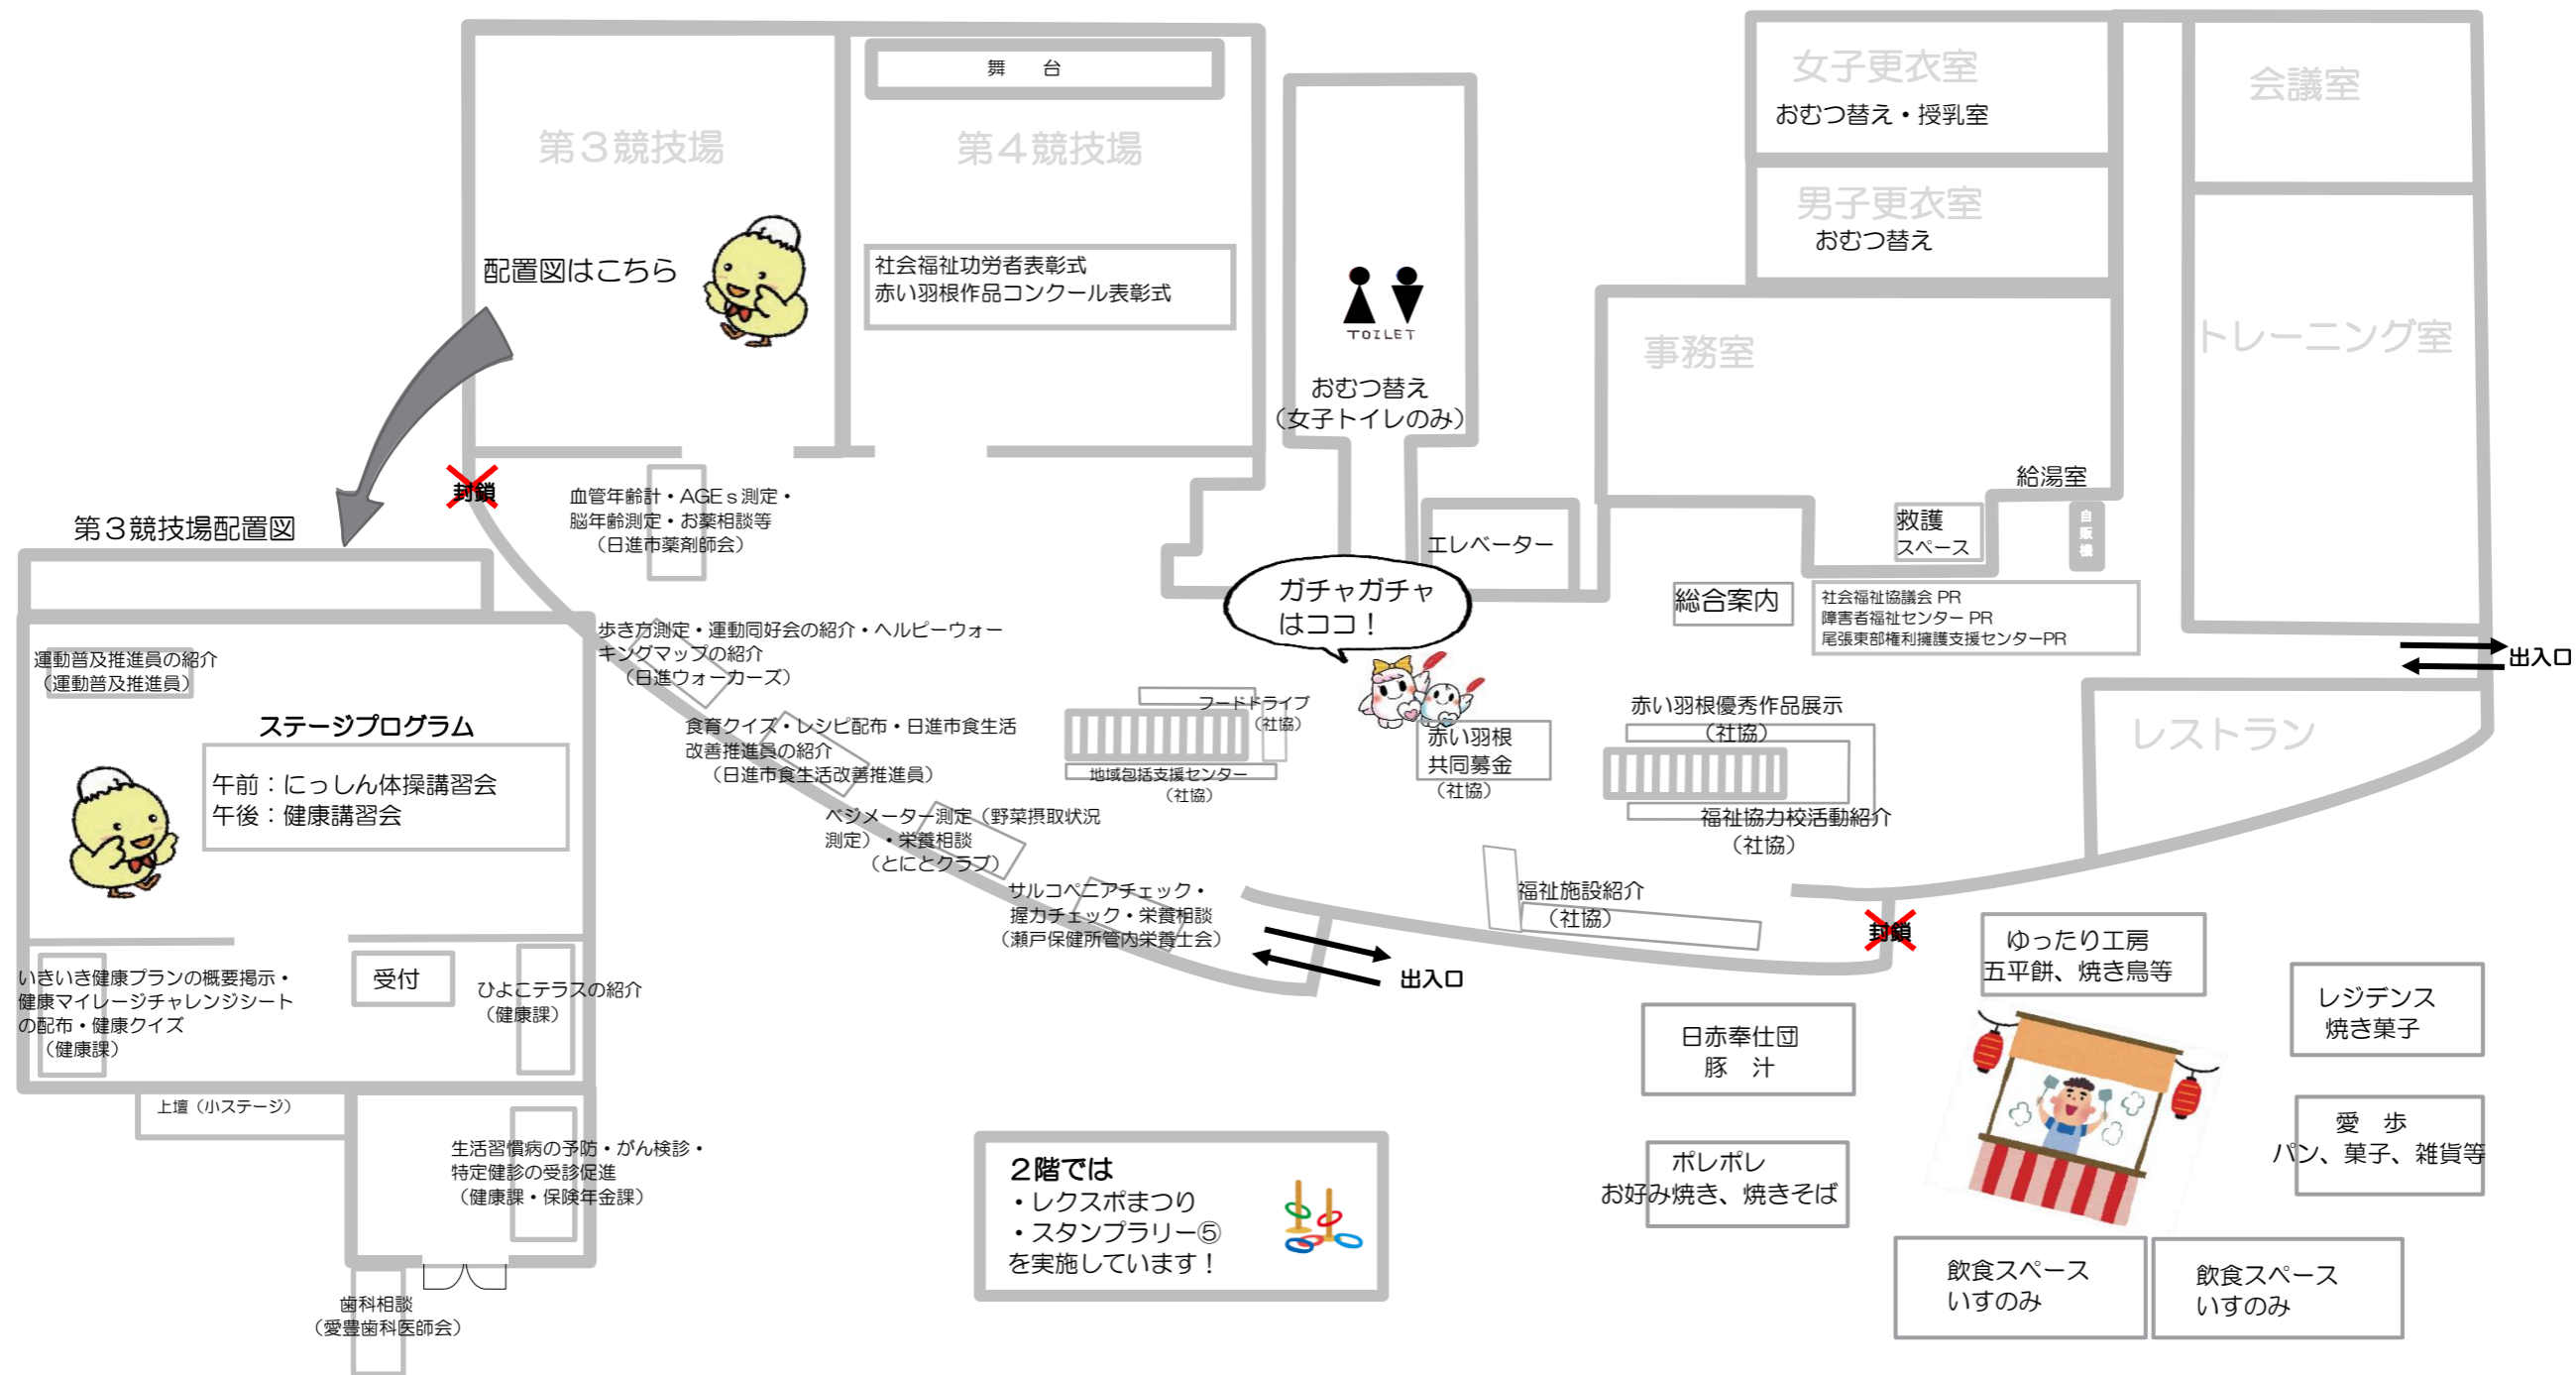 舞　台
第３競技場
第４競技場
配置図はこちら
社会福祉功労者表彰式
赤い羽根作品コンクール表彰式
TOILET
おむつ替え
（女子トイレのみ）
女子更衣室
おむつ替え・授乳室
男子更衣室
おむつ替え
会議室
トレーニング室
事務室
給湯室
救護
スペース
自販機
エレベーター
総合案内
社会福祉協議会 PR
障害者福祉センター PR
尾張東部権利擁護支援センターPR
出入口
レストラン
封鎖
血管年齢計・AGEｓ測定・
脳年齢測定・お薬相談等
（日進市薬剤師会）
歩き方測定・運動同好会の紹介・ヘルピーウォー
キングマップの紹介
（日進ウォーカーズ）
食育クイズ・レシピ配布・日進市食生活
改善推進員の紹介
（日進市食生活改善推進員）
ベジメーター測定（野菜摂取状況
測定）・栄養相談
（とにとクラブ）
サルコペニアチェック・
握力チェック・栄養相談
（瀬戸保健所管内栄養士会）
ガチャガチャ
はココ！
フードドライブ
（社協）
地域包括支援センター
（社協）
赤い羽根
共同募金
（社協）
赤い羽根優秀作品展示
（社協）
福祉協力校活動紹介
（社協）
福祉施設紹介
（社協）
出入口
封鎖
第３競技場配置図
運動普及推進員の紹介
（運動普及推進員）
ステージプログラム
午前：にっしん体操講習会
午後：健康講習会
いきいき健康プランの概要掲示・
健康マイレージチャレンジシート
の配布・健康クイズ
（健康課）
受付
ひよこテラスの紹介
（健康課）
上壇（小ステージ）
生活習慣病の予防・がん検診・
特定健診の受診促進
（健康課・保険年金課）
歯科相談
（愛豊歯科医師会）
２階では
・レクスポまつり
・スタンプラリー⑤
を実施しています！
ゆったり工房
五平餅、焼き鳥等
レジデンス
焼き菓子
日赤奉仕団
豚　汁
愛　歩
パン、菓子、雑貨等
ポレポレ
お好み焼き、焼きそば
飲食スペース
いすのみ
飲食スペース
いすのみ